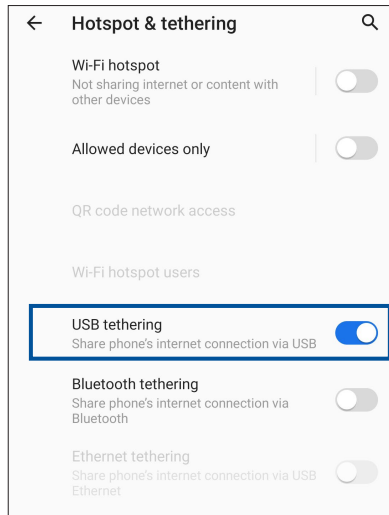 Hotspot & tethering
Wi-Fi hotspot
Not sharing internet or content with
other devices
Allowed devices only
QR code network access
Wi-Fi hotspot users
USB tethering
Share phone's internet connection via USB
Bluetooth tethering
Share phone's internet connection via
Bluetooth
Ethernet tethering
Share phone's internet connection via USB
Ethernet